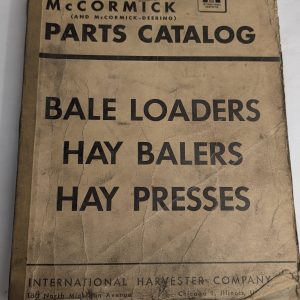 McCORMICK
(AND McCORMICK-DEERING)
PARTS CATALOG
BALE LOADERS
HAY BALERS
HAY PRESSES
INTERNATIONAL HARVESTER COMPANY
North Michigan Avenue Chicago 1, Illinois,